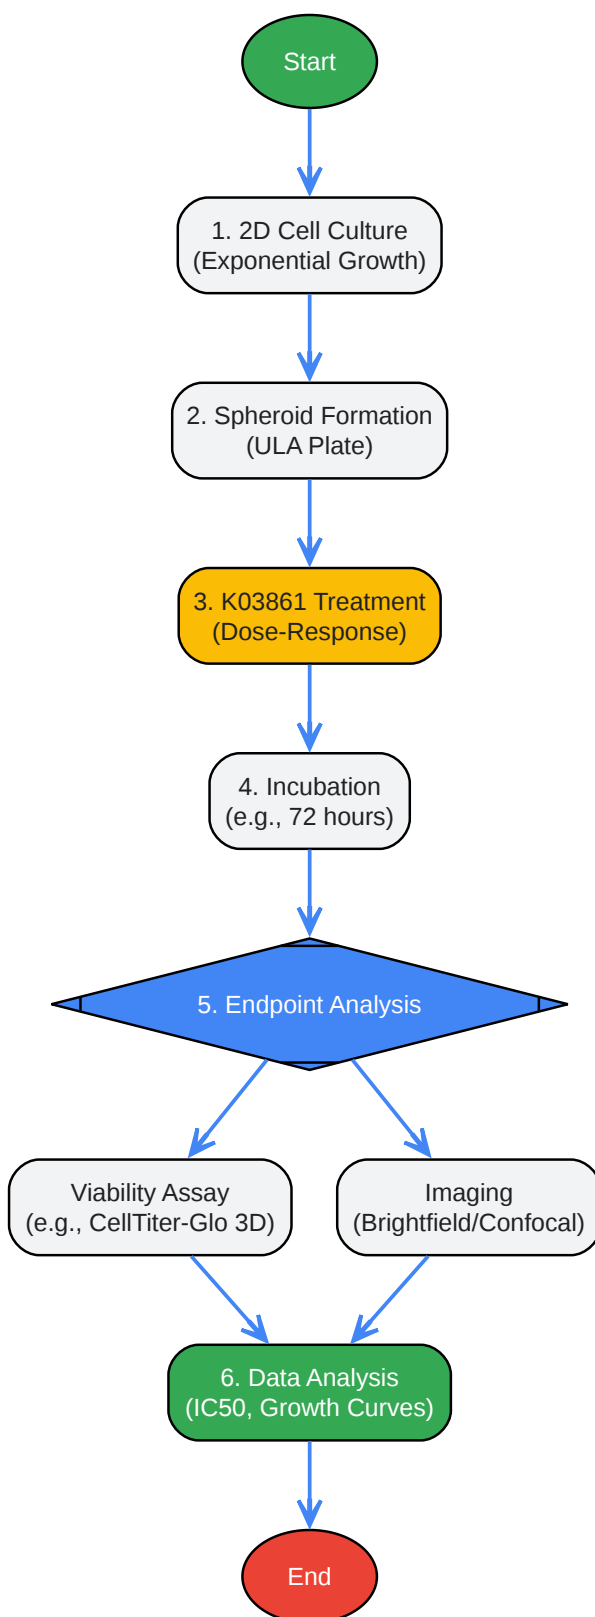 Start
1. 2D Cell Culture
(Exponential Growth)
2. Spheroid Formation
(ULA Plate)
3. K03861 Treatment
(Dose-Response)
4. Incubation
(e.g., 72 hours)
5. Endpoint Analysis
Viability Assay
(e.g., CellTiter-Glo 3D)
Imaging
(Brightfield/Confocal)
6. Data Analysis
(IC50, Growth Curves)
End